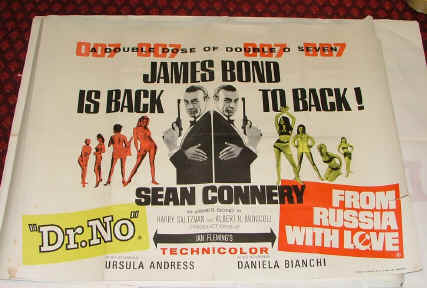 007 007 007 007
A DOUBLE DOSE OF DOUBLE O SEVEN
JAMES BOND
IS BACK TO BACK!
SEAN CONNERY
HARRY SALTZMAN and ALBERT R. BROCCOLI
"Dr. No"
IAN FLEMING'S
TECHNICOLOR
FROM
RUSSIA
WITH LOVE
URSULA ANDRESS
DANIELA BIANCHI